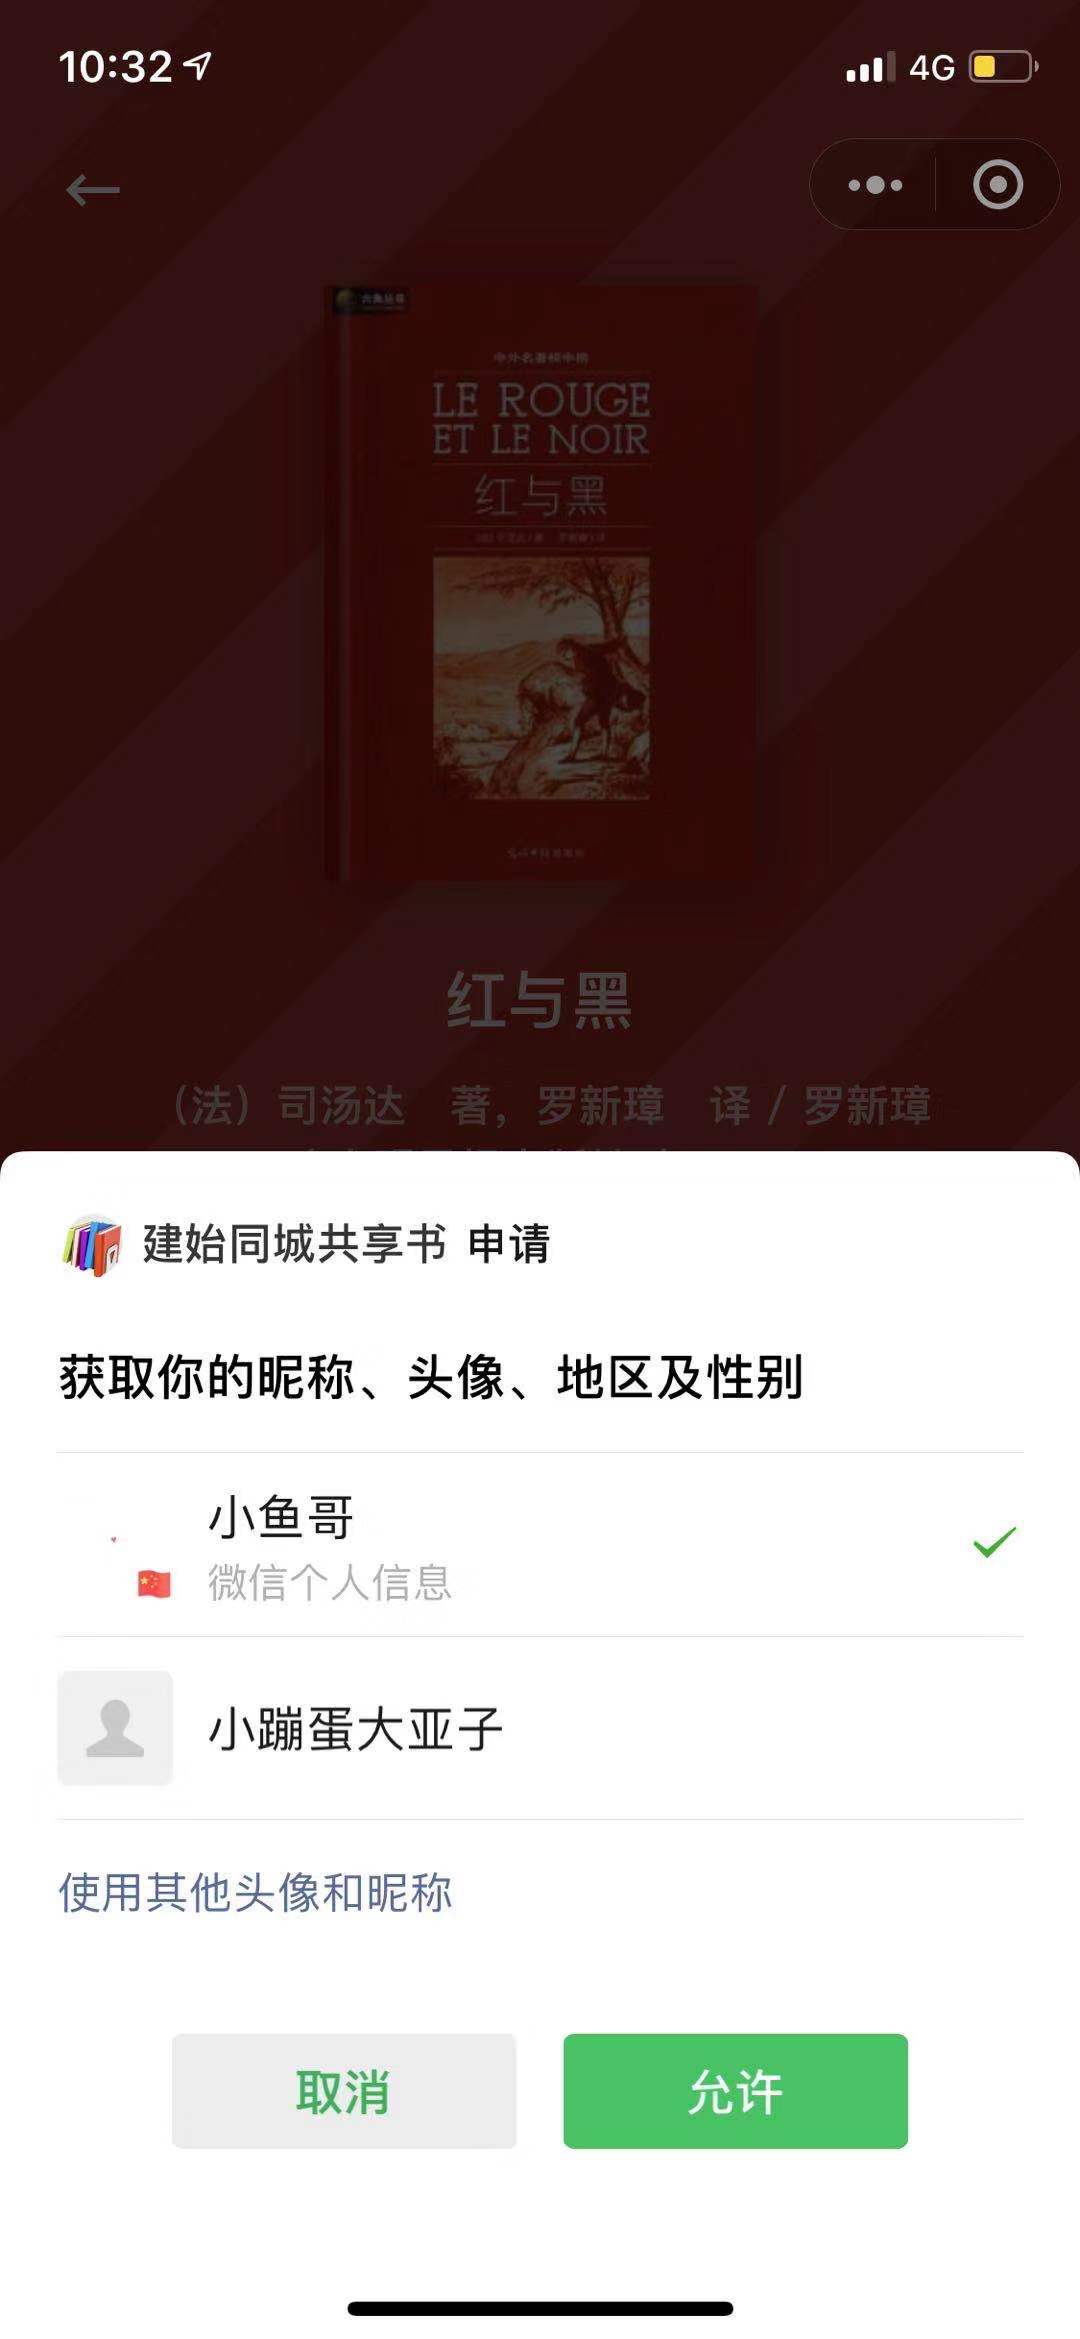 10:32
4G
六角丛书
中外名著榜中榜
LE ROUGE
ET LE NOIR
红与黑
红与黑
（法）司汤达 著，罗新璋 译 / 罗新璋
建始同城共享书 申请
获取你的昵称、头像、地区及性别
小鱼哥
微信个人信息
小蹦蛋大亚子
使用其他头像和昵称
取消
允许